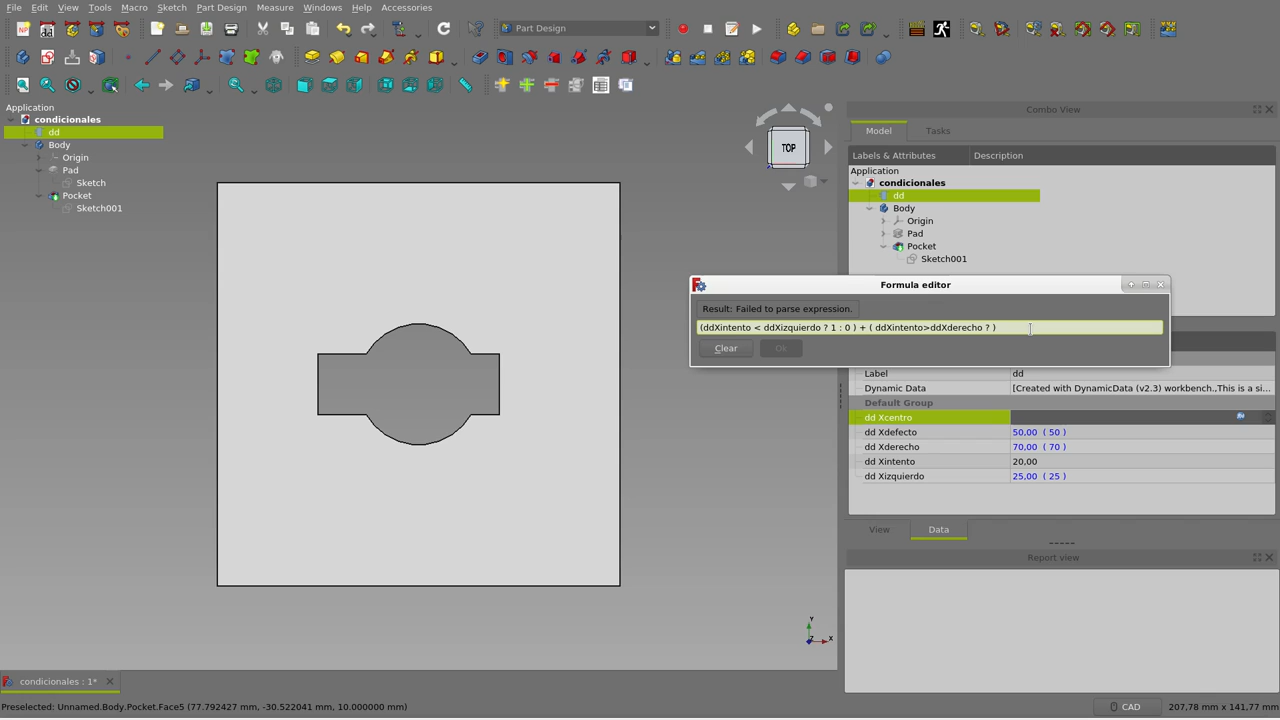 File Edit View Tools Macro Sketch Part Design Measure Windows Help Accessories
Part Design
Application
condicionales
dd
Body
Origin
Pad
Sketch
Pocket
Sketch001
TOP
Y
Z
X
Combo View
Model Tasks
Labels & Attributes Description
Application
condicionales
dd
Body
Origin
Pad
Pocket
Sketch001
Formula editor
Result: Failed to parse expression.
(ddXintento < ddXizquierdo ? 1 : 0 ) + ( ddXintento>ddXderecho ? )
Clear Ok
Label dd
Dynamic Data [Created with DynamicData (v2.3) workbench.,This is a si...
Default Group
dd Xcentro
dd Xdefecto 50,00 ( 50 )
dd Xderecho 70,00 ( 70 )
dd Xintento 20,00
dd Xizquierdo 25,00 ( 25 )
View Data
Report view
condicionales : 1*
Preselected: Unnamed.Body.Pocket.Face5 (77.792427 mm, -30.522041 mm, 10.000000 mm)
CAD
207,78 mm x 141,77 mm